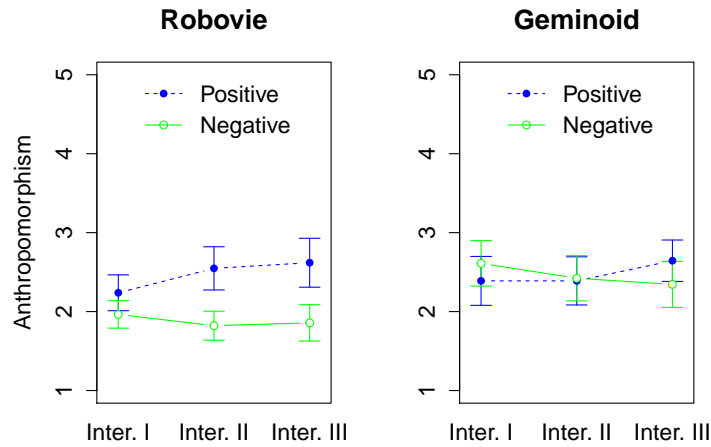 Robovie
Geminoid
Anthropomorphism
5
4
3
2
1
Positive
Negative
Inter. I
Inter. II
Inter. III
5
4
3
2
1
Positive
Negative
Inter. I
Inter. II
Inter. III